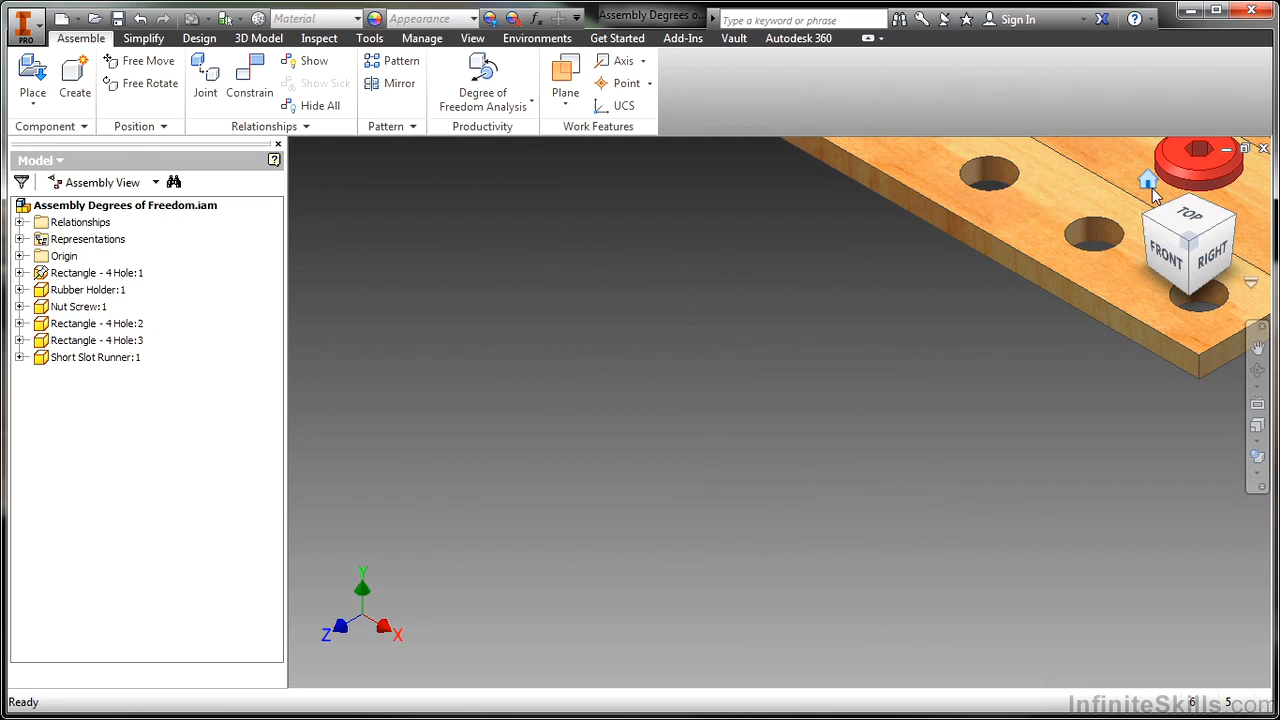 PRO
Material
Appearance
Assembly Degrees o...
Type a keyword or phrase
Sign In
Assemble Simplify Design 3D Model Inspect Tools Manage View Environments Get Started Add-Ins Vault Autodesk 360
Place Create Free Move Free Rotate Joint Constrain Show Show Sick Hide All Pattern Mirror Degree of Freedom Analysis Plane Axis Point UCS
Component Position Relationships Pattern Productivity Work Features
Model
Assembly View
Assembly Degrees of Freedom.iam
Relationships
Representations
Origin
Rectangle - 4 Hole:1
Rubber Holder:1
Nut Screw:1
Rectangle - 4 Hole:2
Rectangle - 4 Hole:3
Short Slot Runner:1
TOP
FRONT RIGHT
Y
Z X
Ready
6 5
InfiniteSkills.com